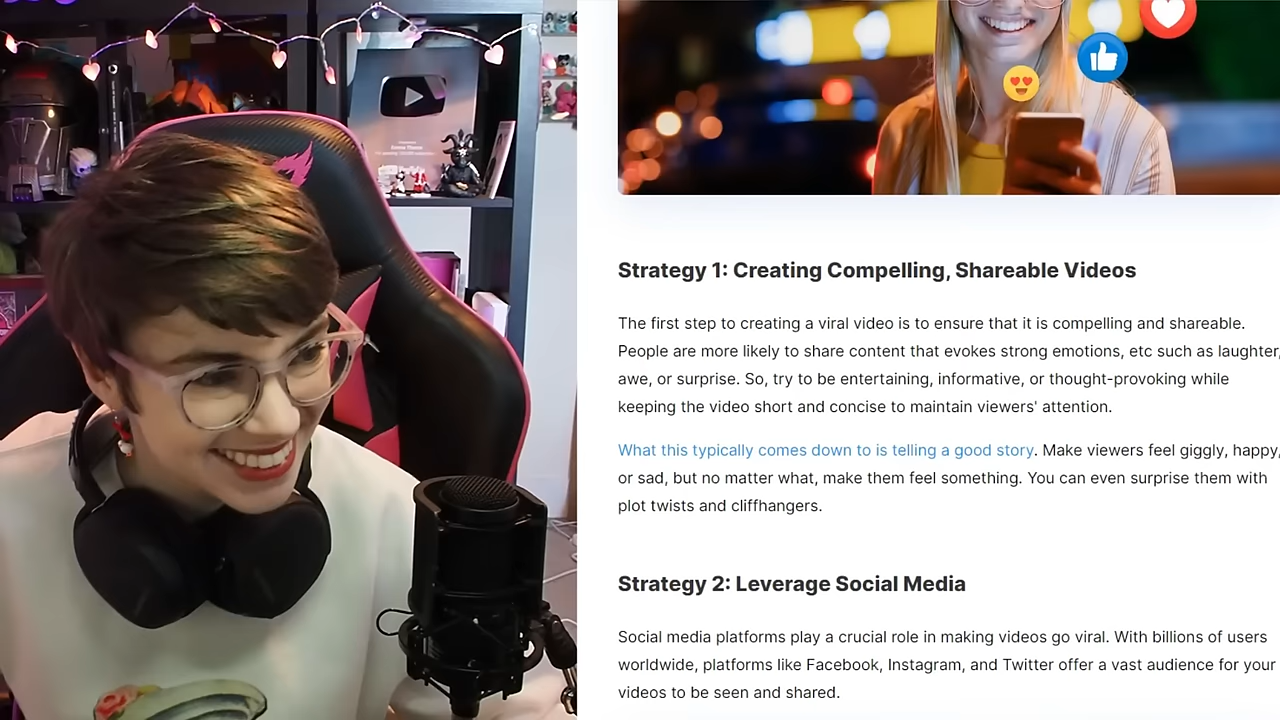 Strategy 1: Creating Compelling, Shareable Videos
The first step to creating a viral video is to ensure that it is compelling and shareable.
People are more likely to share content that evokes strong emotions, etc such as laughter,
awe, or surprise. So, try to be entertaining, informative, or thought-provoking while
keeping the video short and concise to maintain viewers' attention.
What this typically comes down to is telling a good story. Make viewers feel giggly, happy,
or sad, but no matter what, make them feel something. You can even surprise them with
plot twists and cliffhangers.
Strategy 2: Leverage Social Media
Social media platforms play a crucial role in making videos go viral. With billions of users
worldwide, platforms like Facebook, Instagram, and Twitter offer a vast audience for your
videos to be seen and shared.